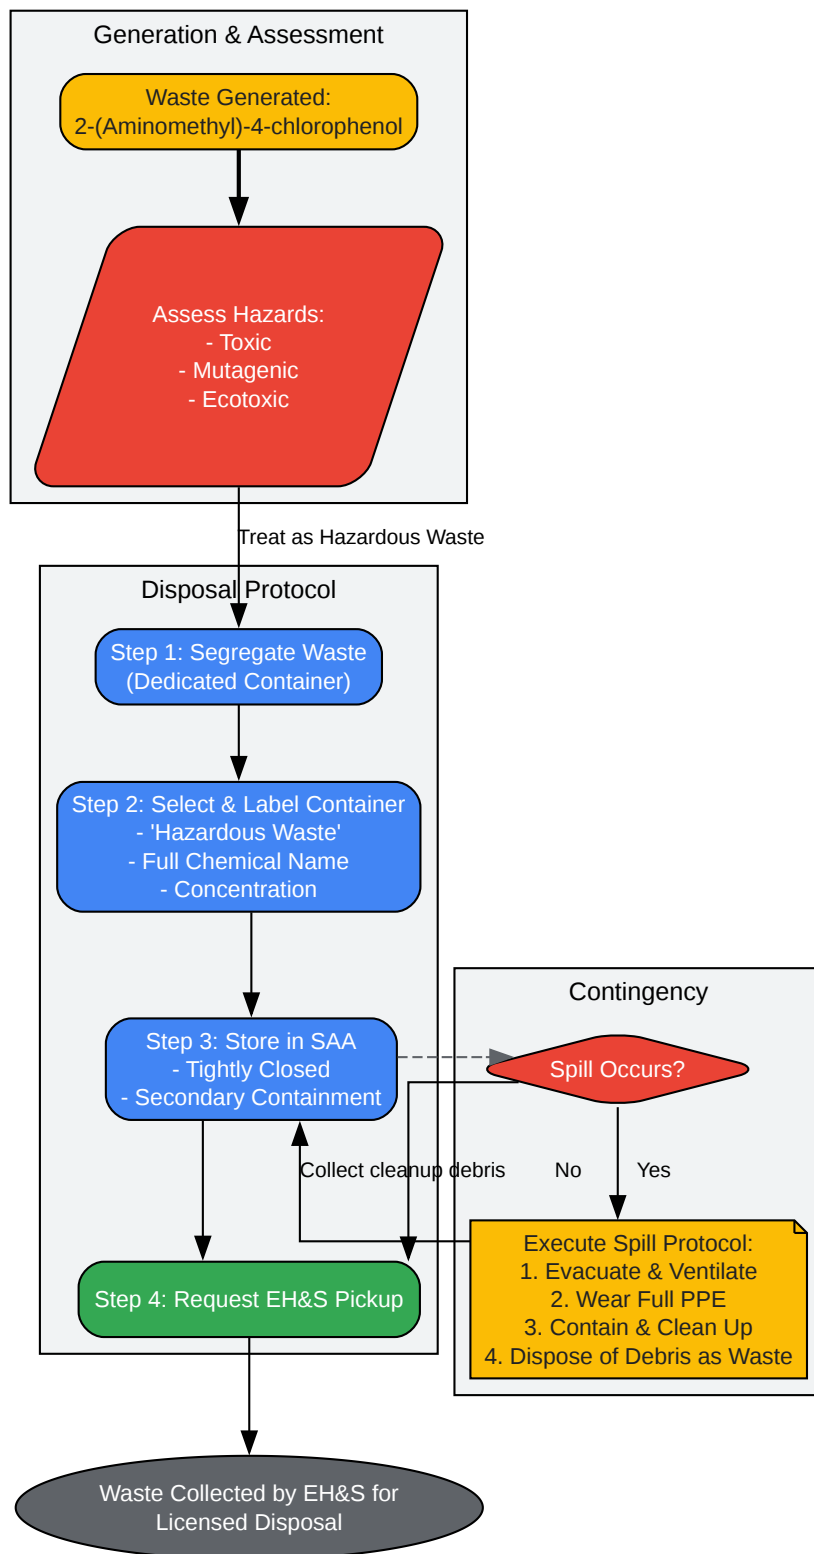 Generation & Assessment
Waste Generated:
2-(Aminomethyl)-4-chlorophenol
Assess Hazards:
- Toxic
- Mutagenic
- Ecotoxic
Treat as Hazardous Waste
Disposal Protocol
Step 1: Segregate Waste
(Dedicated Container)
Step 2: Select & Label Container
- 'Hazardous Waste'
- Full Chemical Name
- Concentration
Step 3: Store in SAA
- Tightly Closed
- Secondary Containment
Contingency
Spill Occurs?
Collect cleanup debris
No
Yes
Execute Spill Protocol:
1. Evacuate & Ventilate
2. Wear Full PPE
3. Contain & Clean Up
4. Dispose of Debris as Waste
Step 4: Request EH&S Pickup
Waste Collected by EH&S for
Licensed Disposal